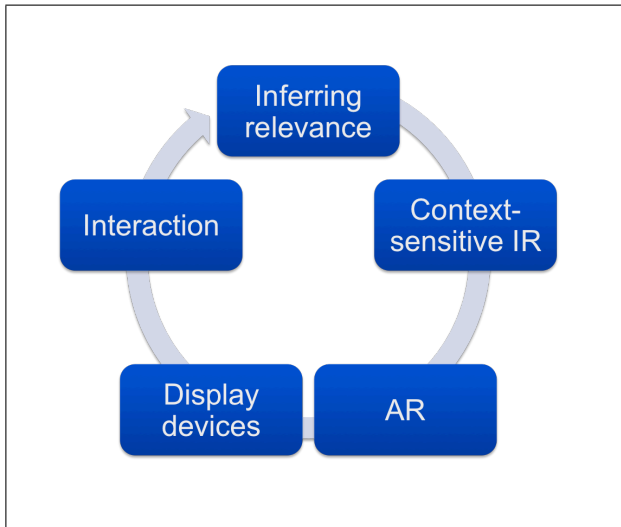 Inferring
relevance
Context-
sensitive IR
AR
Display
devices
Interaction